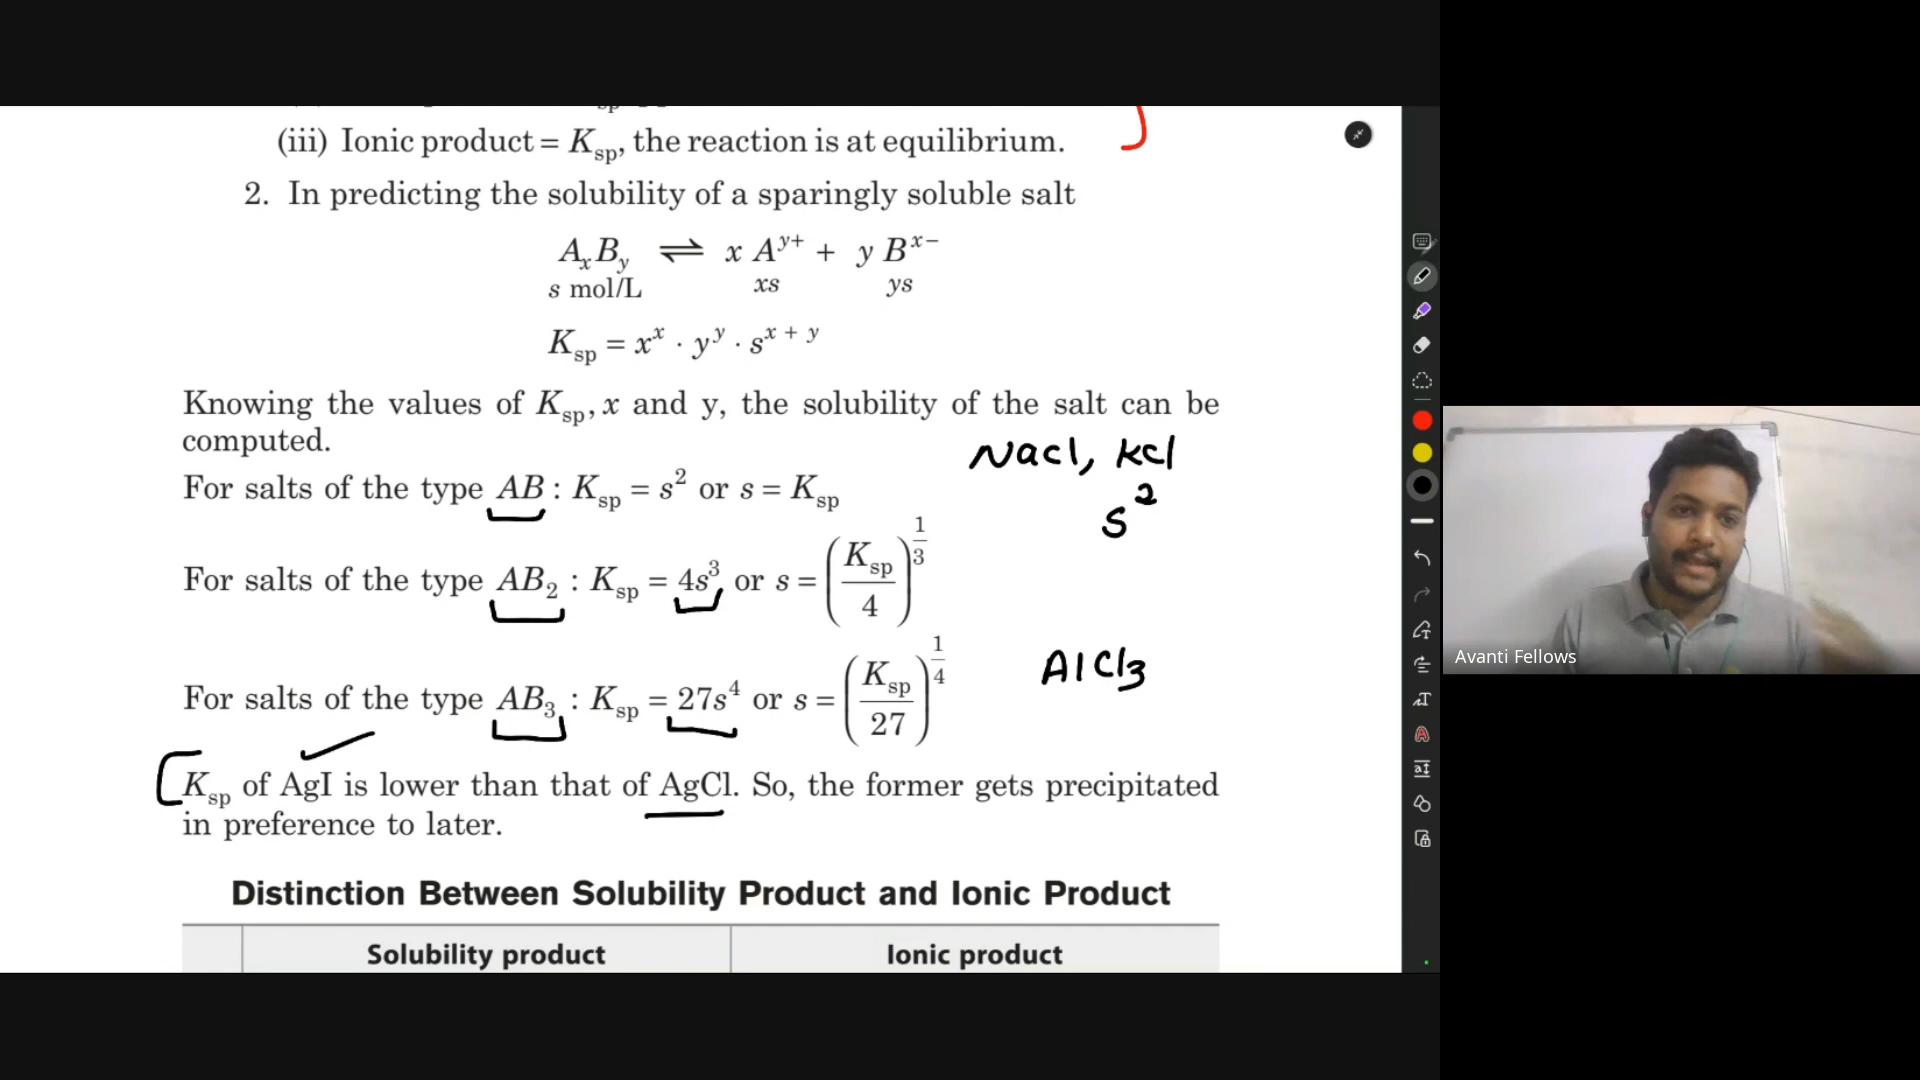 (iii) Ionic product = Ksp, the reaction is at equilibrium.
2. In predicting the solubility of a sparingly soluble salt
AxBy ⇌ x A^y+ + y B^x−
s mol/L xs ys
Ksp = x^x · y^y · s^x + y
Knowing the values of Ksp, x and y, the solubility of the salt can be
computed.
NaCl, KCl
For salts of the type AB : Ksp = s² or s = Ksp
s²
For salts of the type AB₂ : Ksp = 4s³ or s = (Ksp/4)^1/3
AlCl3
For salts of the type AB₃ : Ksp = 27s⁴ or s = (Ksp/27)^1/4
Ksp of AgI is lower than that of AgCl. So, the former gets precipitated
in preference to later.
Distinction Between Solubility Product and Ionic Product
Solubility product Ionic product
Avanti Fellows